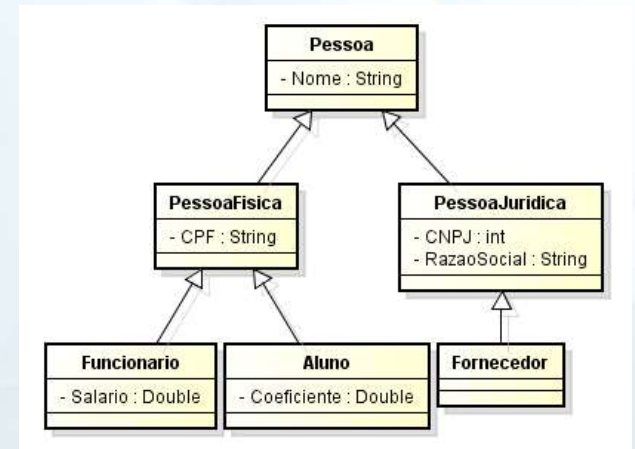 Pessoa
- Nome : String
PessoaFisica
- CPF : String
PessoaJuridica
- CNPJ : int
- RazaoSocial : String
Funcionario
- Salario : Double
Aluno
- Coeficiente : Double
Fornecedor